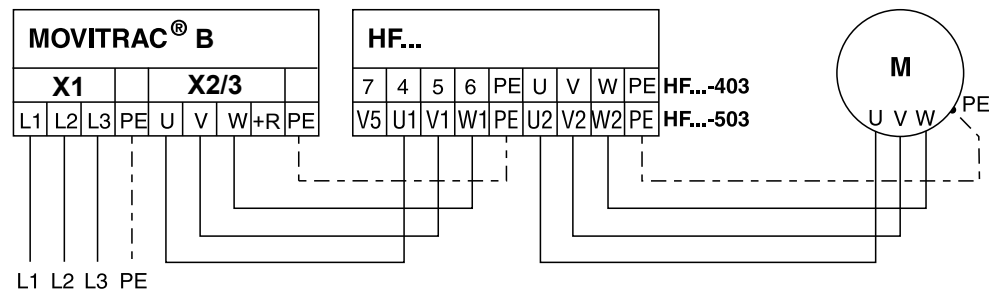 MOVITRAC® B
X1 X2/3
L1 L2 L3 PE U V W +R PE
HF...
7 4 5 6 PE U V W PE HF...-403
V5 U1 V1 W1 PE U2 V2 W2 PE HF...-503
M
U V W PE
L1 L2 L3 PE